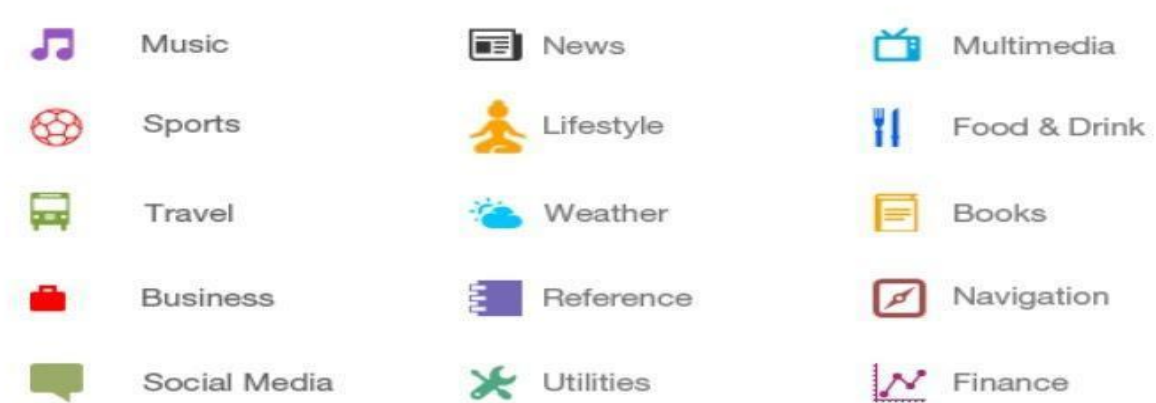 Music
News
Multimedia
Sports
Lifestyle
Food & Drink
Travel
Weather
Books
Business
Reference
Navigation
Social Media
Utilities
Finance